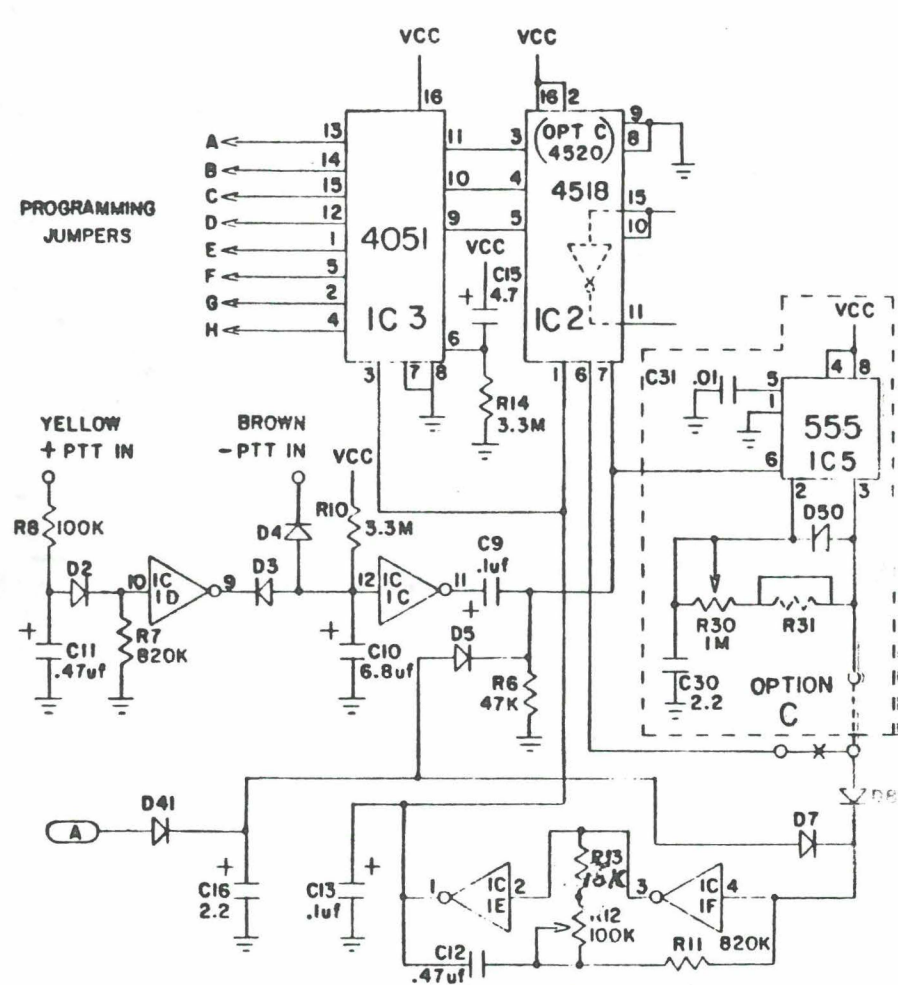 VCC
VCC
16
16
2
A
13
B
14
C
15
D
12
E
1
F
5
G
2
H
4
PROGRAMMING
JUMPERS
4051
IC 3
11
10
9
6
3
7
8
3
4
5
(OPT C
4520)
4518
IC 2
9
8
15
10
11
1
6
7
VCC
+
C15
4.7
R14
3.3M
VCC
C31
.01
5
1
4
8
555
IC5
6
2
3
D50
R30
1M
R31
C30
2.2
OPTION
C
YELLOW
+ PTT IN
BROWN
- PTT IN
VCC
R8
100K
D4
R10
3.3M
D2
10
IC
1D
9
D3
12
IC
1C
11
C9
.1uf
+
+
C11
.47uf
R7
820K
+
C10
6.8uf
D5
R6
47K
A
D41
+
C16
2.2
+
C13
.1uf
D7
D8
1
IC
1E
2
R13
R12
100K
3
IC
1F
4
C12
.47uf
R11
820K